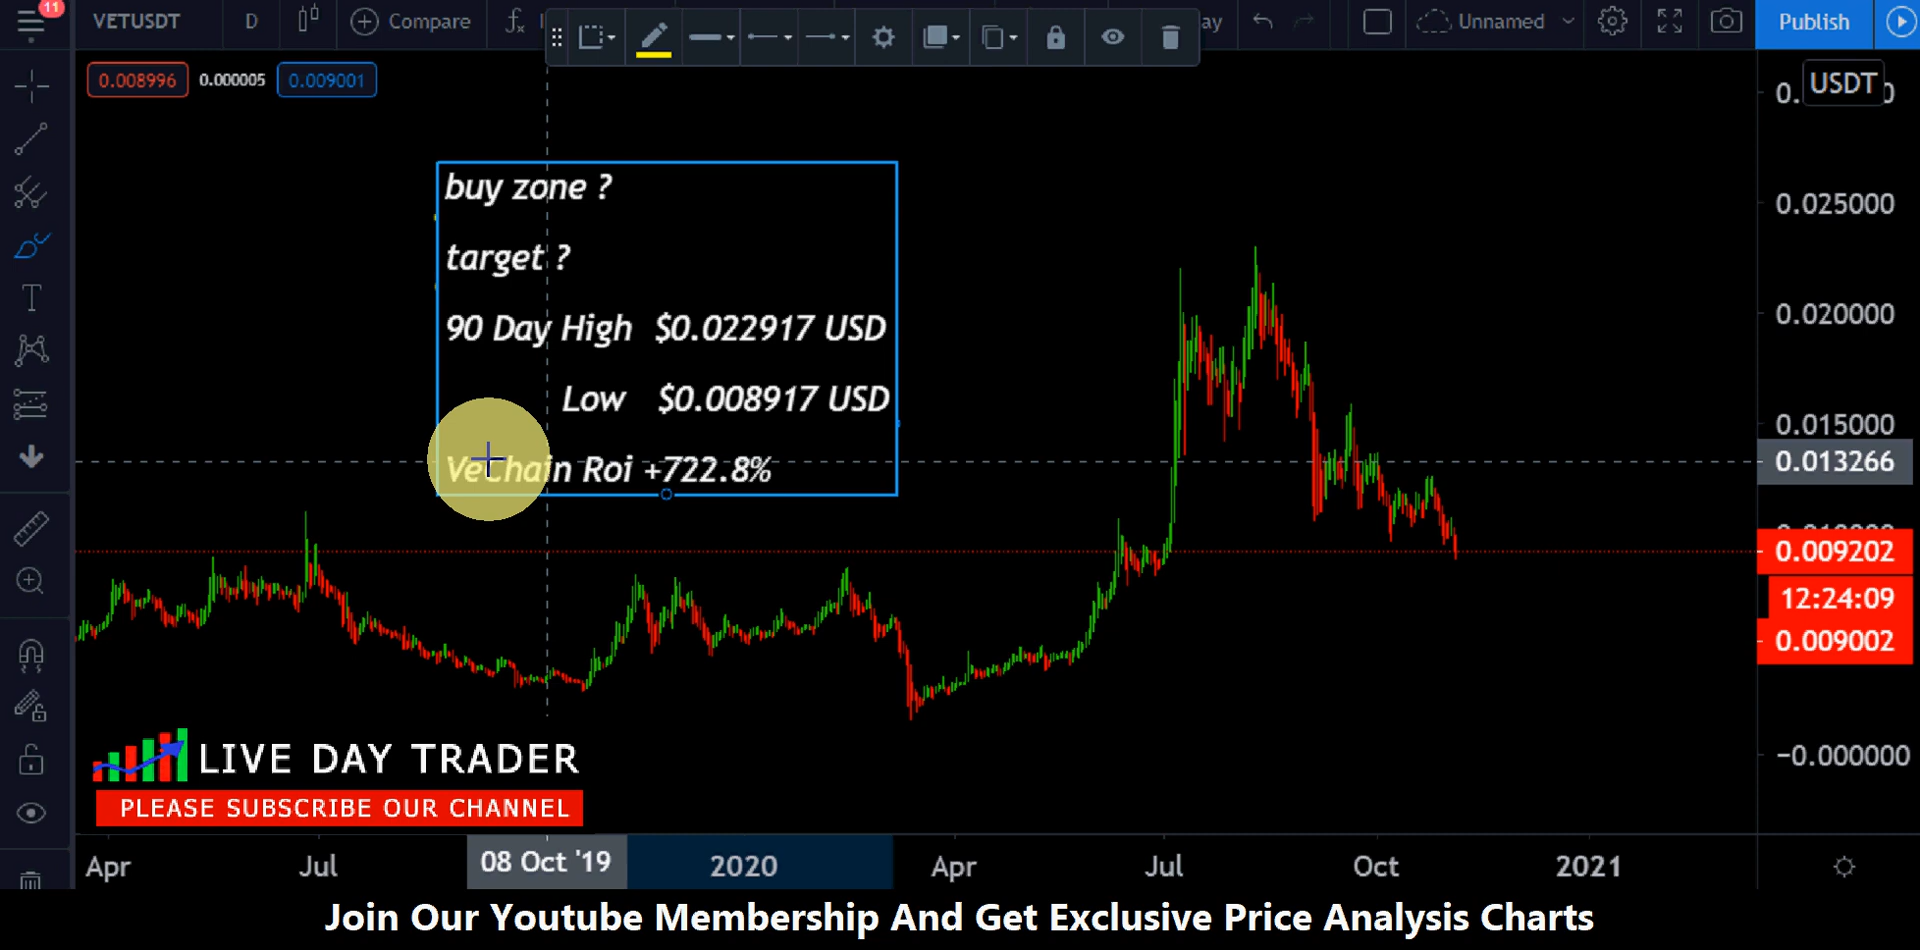 11
VETUSDT D Compare
ay Unnamed Publish
0.008996 0.000005 0.009001
USDT
buy zone ?
target ?
90 Day High $0.022917 USD
Low $0.008917 USD
VeChain Roi +722.8%
0.025000
0.020000
0.015000
0.013266
0.009202
12:24:09
0.009002
−0.000000
LIVE DAY TRADER
PLEASE SUBSCRIBE OUR CHANNEL
Apr Jul 08 Oct '19 2020 Apr Jul Oct 2021
Join Our Youtube Membership And Get Exclusive Price Analysis Charts